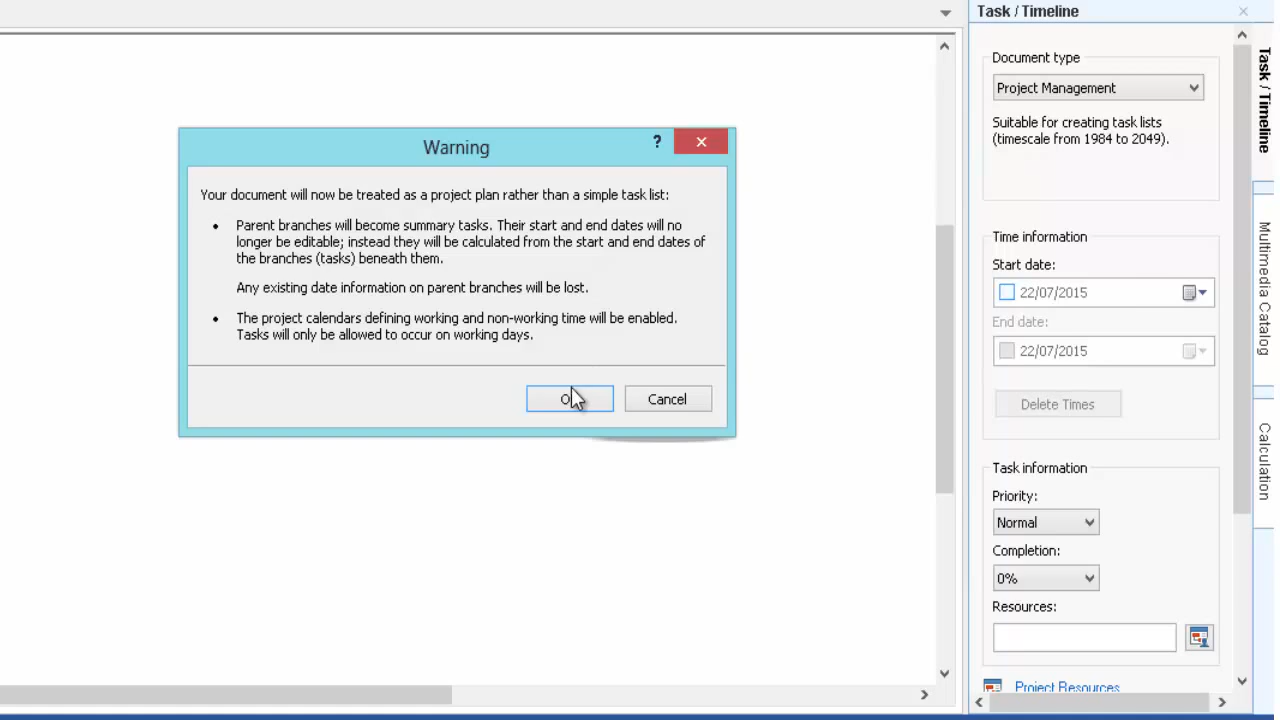 Task / Timeline
Document type
Project Management
Suitable for creating task lists
(timescale from 1984 to 2049).
Warning
?
Your document will now be treated as a project plan rather than a simple task list:
• Parent branches will become summary tasks. Their start and end dates will no
longer be editable; instead they will be calculated from the start and end dates of
the branches (tasks) beneath them.
Any existing date information on parent branches will be lost.
• The project calendars defining working and non-working time will be enabled.
Tasks will only be allowed to occur on working days.
Cancel
Time information
Start date:
22/07/2015
End date:
22/07/2015
Delete Times
Task information
Priority:
Normal
Completion:
0%
Resources:
Project Resources
Task / Timeline
Multimedia Catalog
Calculation